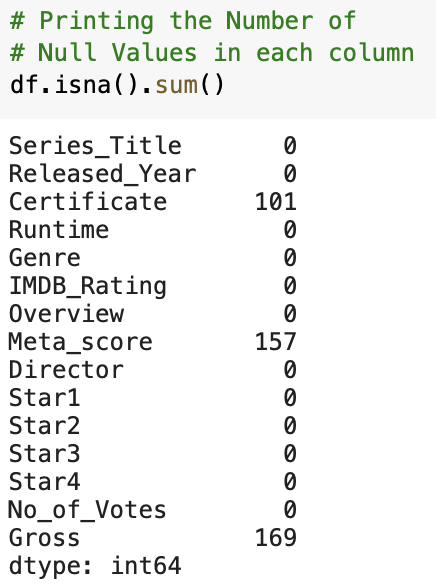 # Printing the Number of
# Null Values in each column
df.isna().sum()
Series_Title 0
Released_Year 0
Certificate 101
Runtime 0
Genre 0
IMDB_Rating 0
Overview 0
Meta_score 157
Director 0
Star1 0
Star2 0
Star3 0
Star4 0
No_of_Votes 0
Gross 169
dtype: int64